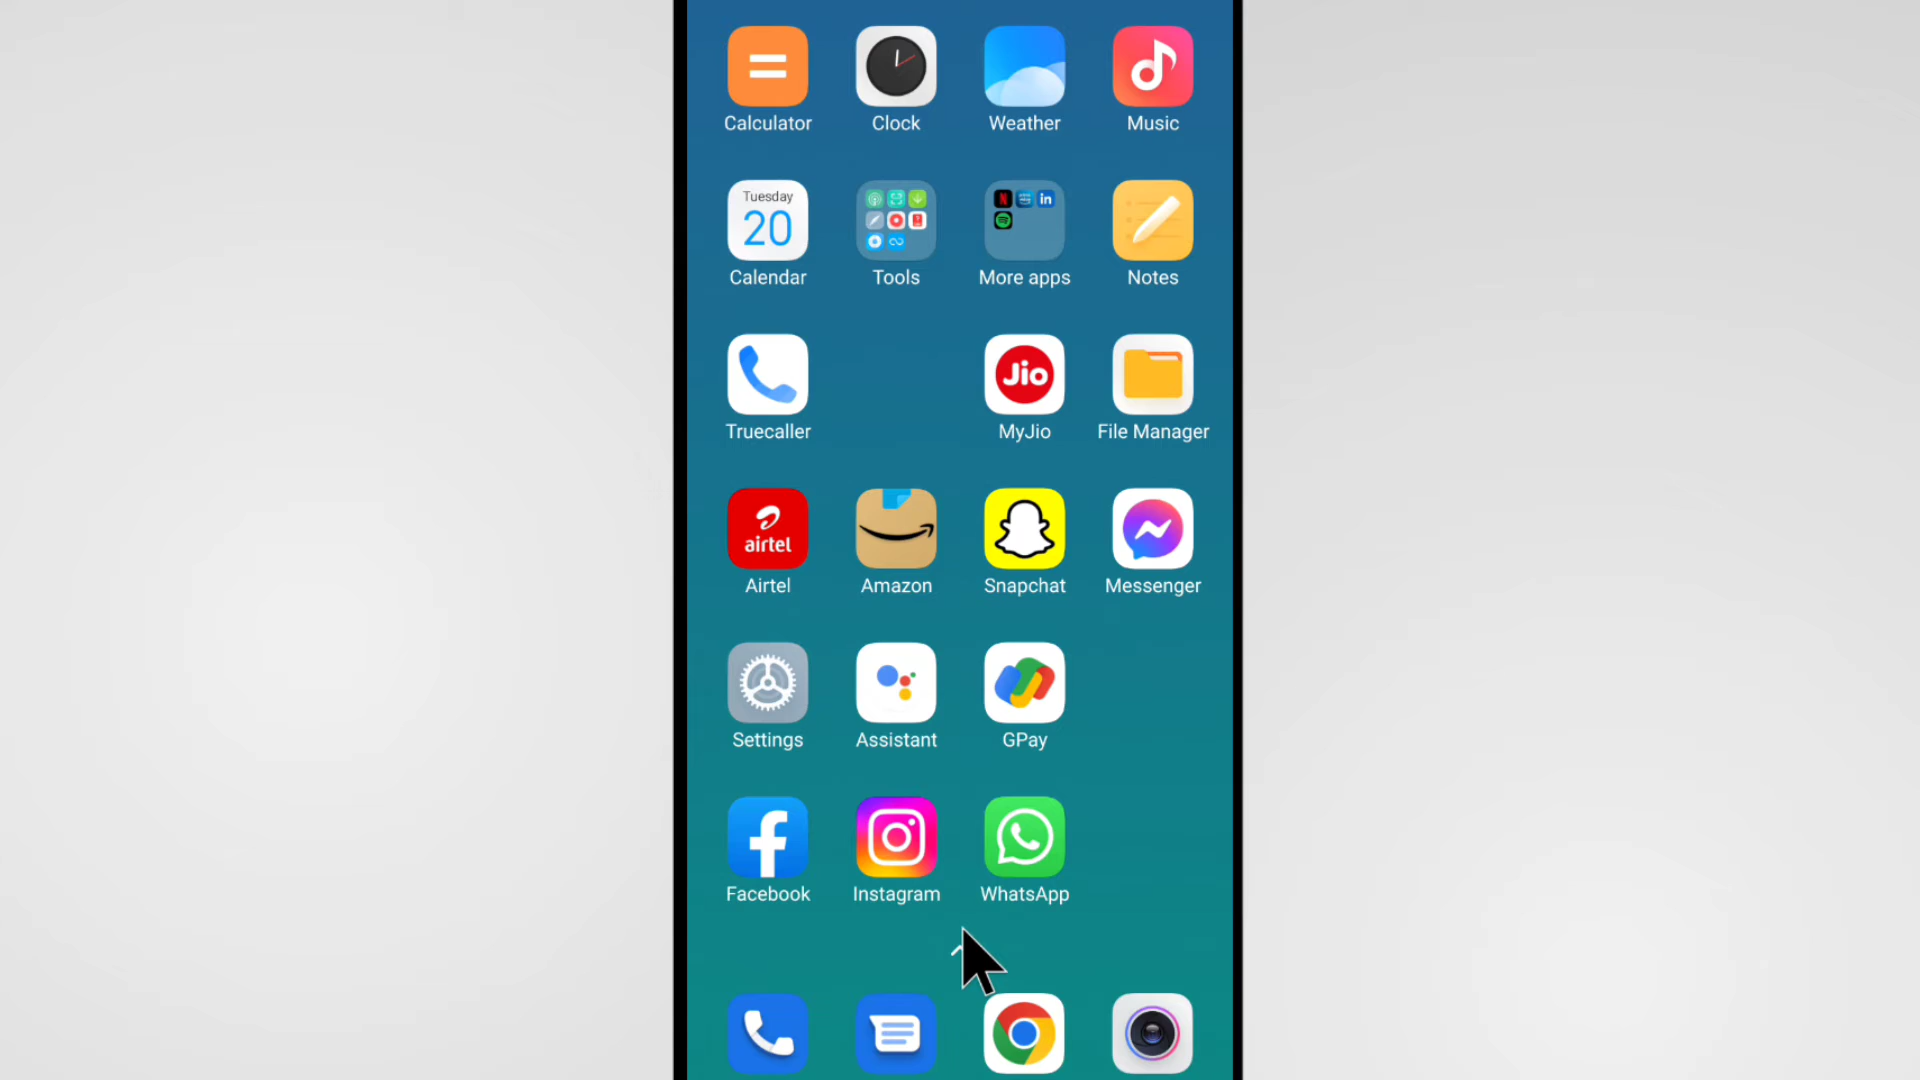 Calculator Clock Weather Music
Tuesday
20
Calendar Tools More apps Notes
in
Jio
Truecaller MyJio File Manager
airtel
Airtel Amazon Snapchat Messenger
Settings Assistant GPay
Facebook Instagram WhatsApp